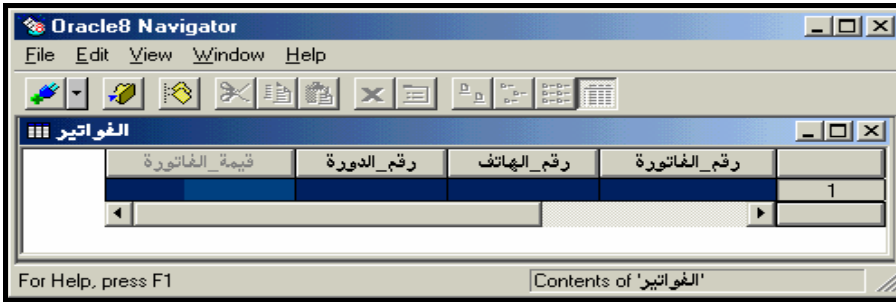 Oracle8 Navigator
File Edit View Window Help
الفواتير
رقم_الفاتورة رقم_الهاتف رقم_الدورة قيمة_الفاتورة
1
For Help, press F1
Contents of 'الفواتير'